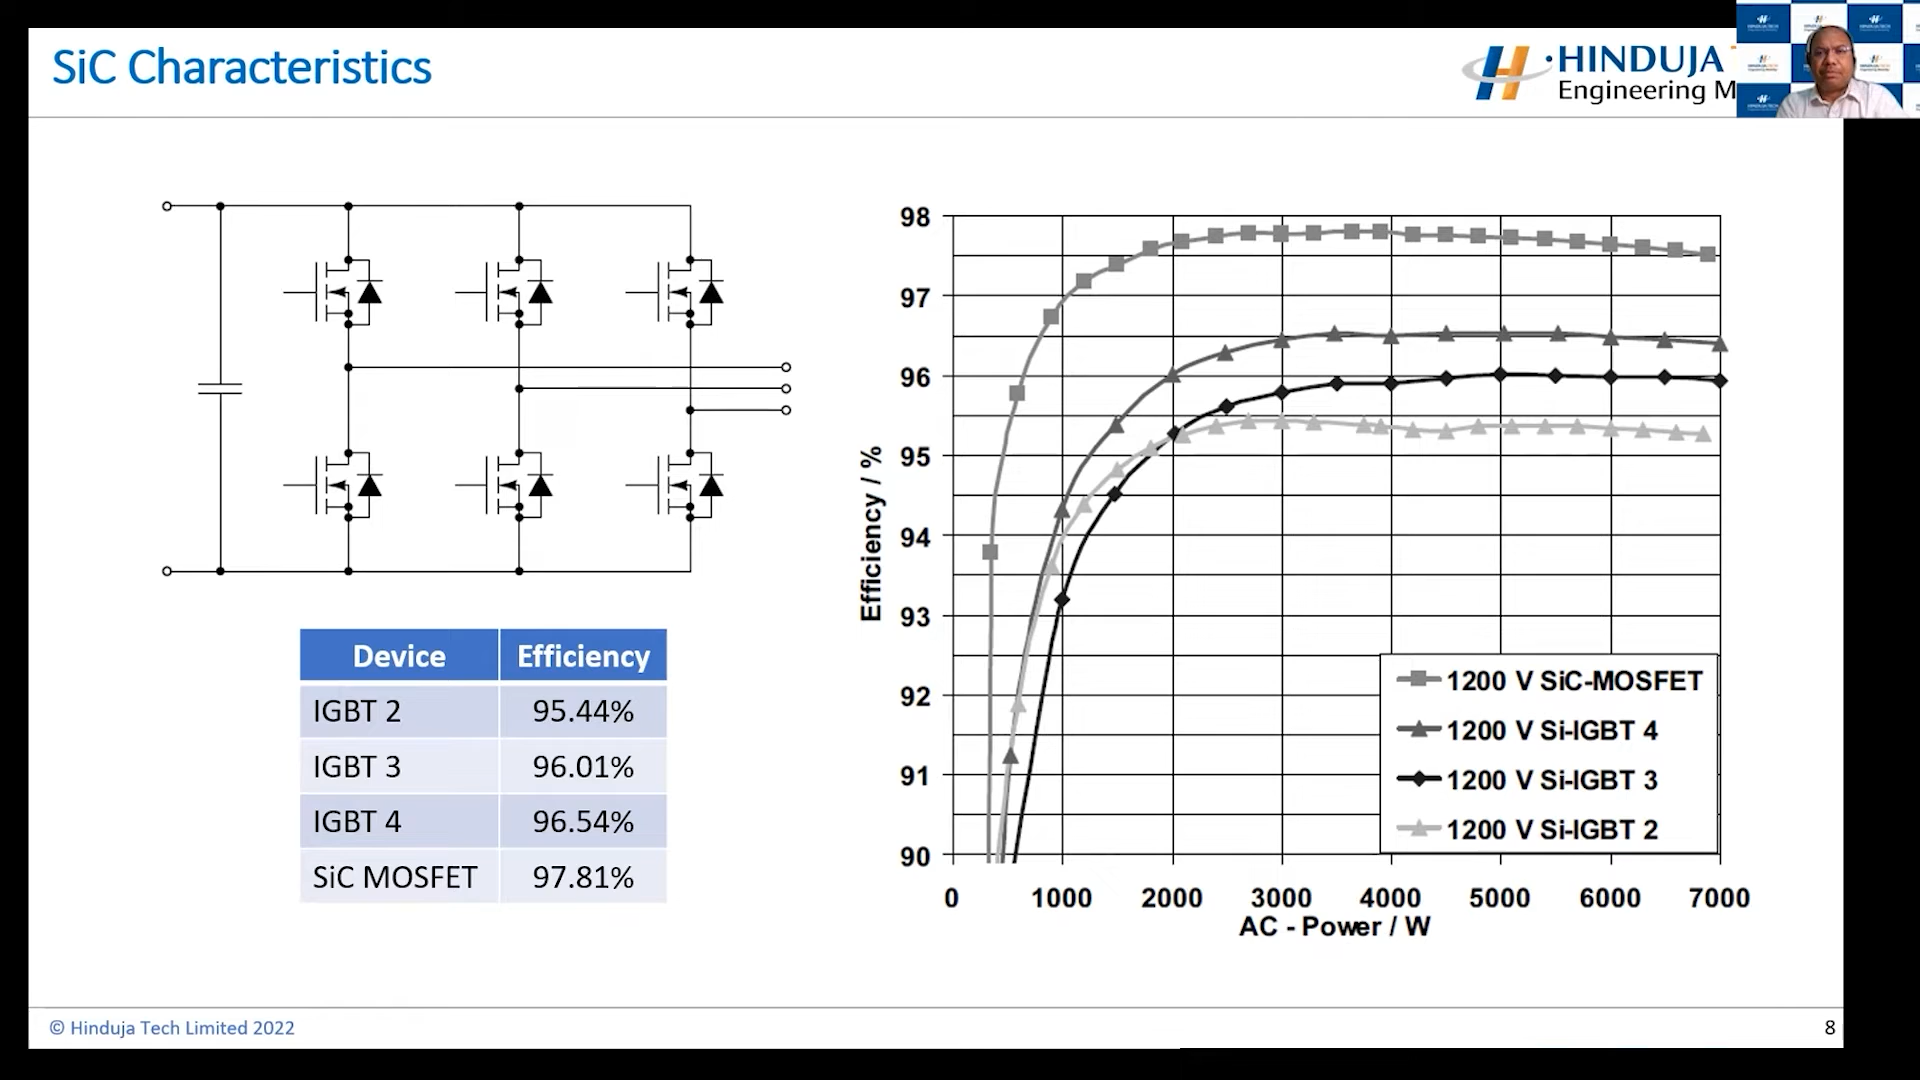 SiC Characteristics
HINDUJA
Engineering M
Device Efficiency
IGBT 2 95.44%
IGBT 3 96.01%
IGBT 4 96.54%
SiC MOSFET 97.81%
Efficiency / %
98
97
96
95
94
93
92
91
90
0 1000 2000 3000 4000 5000 6000 7000
AC - Power / W
1200 V SiC-MOSFET
1200 V Si-IGBT 4
1200 V Si-IGBT 3
1200 V Si-IGBT 2
© Hinduja Tech Limited 2022
8